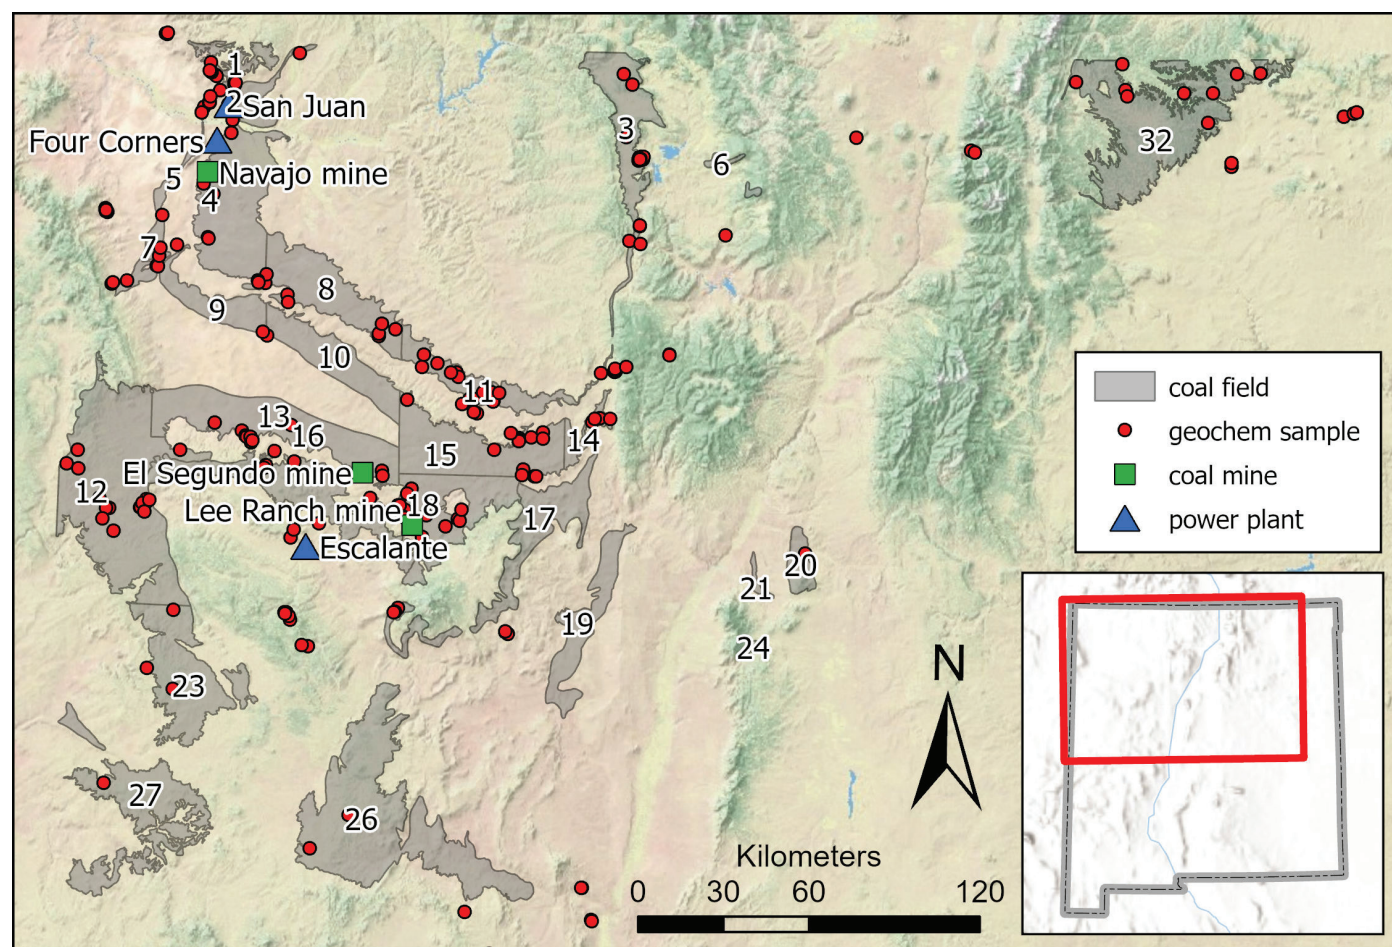 1
2
San Juan
Four Corners
3
32
6
5
Navajo mine
4
7
8
9
10
11
13
16
14
15
El Segundo mine
12
18
Lee Ranch mine
17
Escalante
20
21
19
24
23
27
26
coal field
geochem sample
coal mine
power plant
N
Kilometers
0 30 60 120